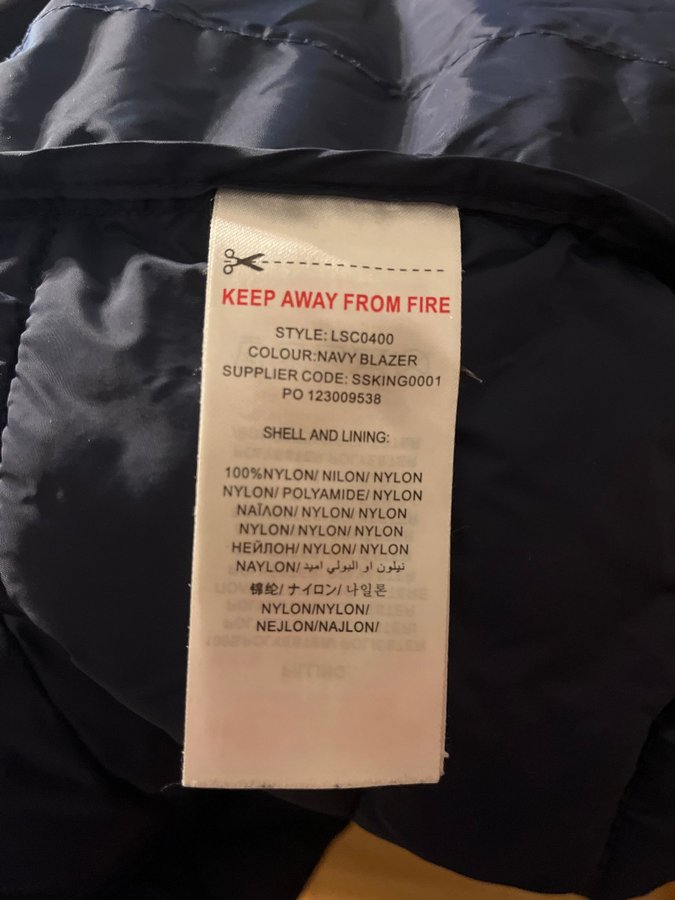 KEEP AWAY FROM FIRE
STYLE: LSC0400
COLOUR:NAVY BLAZER
SUPPLIER CODE: SSKING0001
PO 123009538
SHELL AND LINING:
100%NYLON/ NILON/ NYLON
NYLON/ POLYAMIDE/ NYLON
ΝΑΪΛΟΝ/ NYLON/ NYLON
NYLON/ NYLON/ NYLON
НЕЙЛОН/ NYLON/ NYLON
NAYLON/ نيلون او البولي اميد
锦纶/ ナイロン/ 나일론
NYLON/NYLON/
NEJLON/NAJLON/